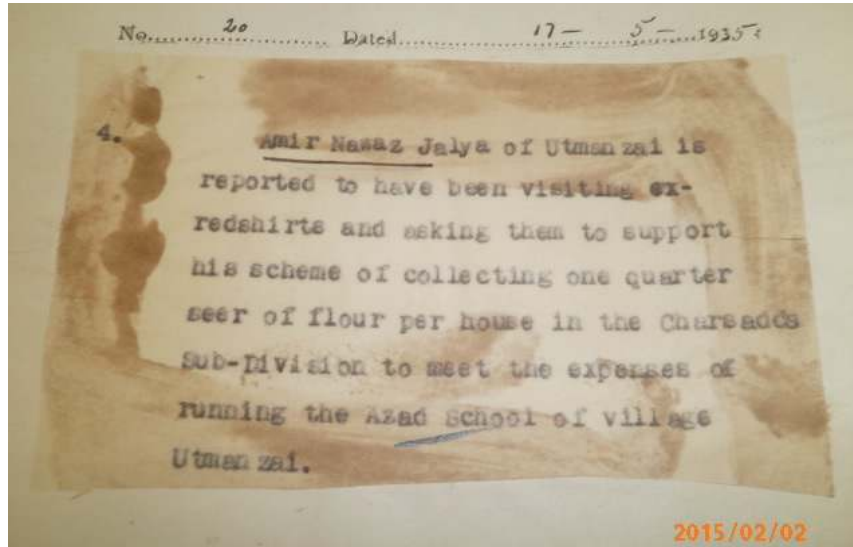 No. 20 Dated 17- 5- 1935
4. Amir Nawaz Jalya of Utmanzai is
reported to have been visiting ex-
redshirts and asking them to support
his scheme of collecting one quarter
seer of flour per house in the Charsadda
Sub-Division to meet the expenses of
running the Azad School of village
Utmanzai.
2015/02/02